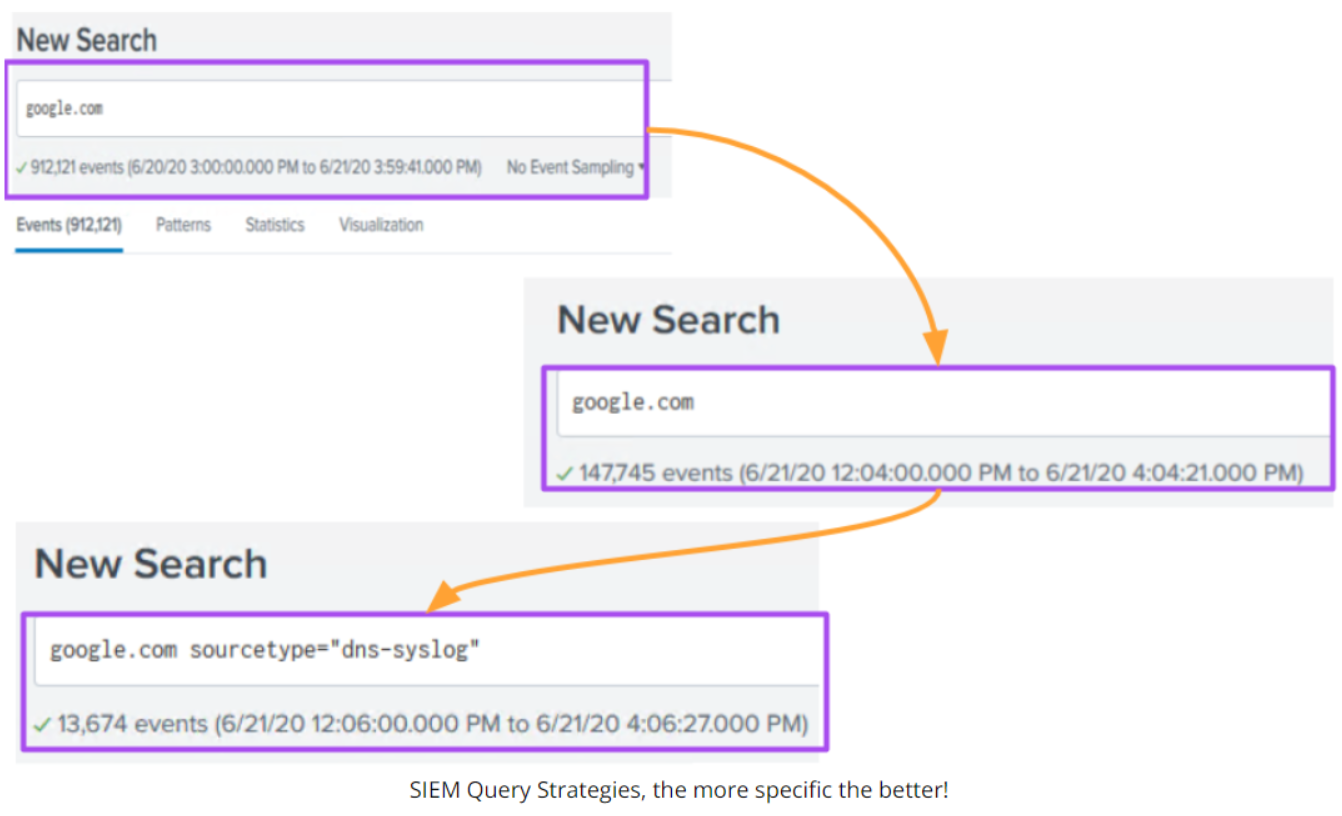 New Search
google.com
✓ 912,121 events (6/20/20 3:00:00.000 PM to 6/21/20 3:59:41.000 PM) No Event Sampling ▾
Events (912,121) Patterns Statistics Visualization
New Search
google.com
✓ 147,745 events (6/21/20 12:04:00.000 PM to 6/21/20 4:04:21.000 PM)
New Search
google.com sourcetype="dns-syslog"
✓ 13,674 events (6/21/20 12:06:00.000 PM to 6/21/20 4:06:27.000 PM)
SIEM Query Strategies, the more specific the better!